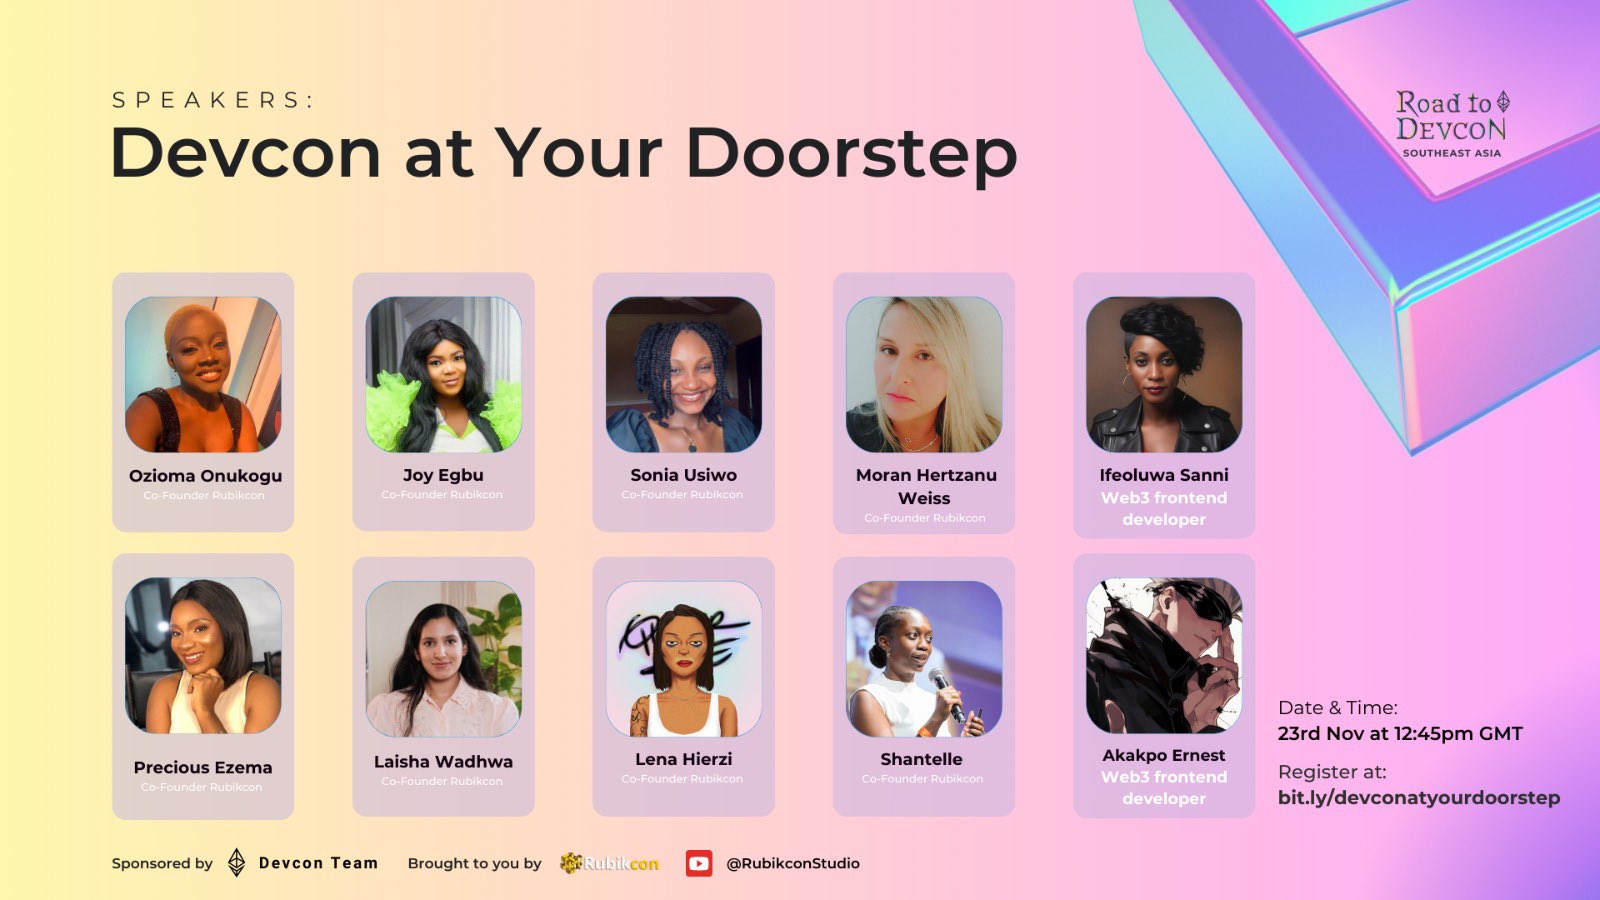 SPEAKERS:
Devcon at Your Doorstep
Road to
DEVCON
SOUTHEAST ASIA
Ozioma Onukogu
Co-Founder Rubikcon
Joy Egbu
Co-Founder Rubikcon
Sonia Usiwo
Co-Founder Rubikcon
Moran Hertzanu
Weiss
Co-Founder Rubikcon
Ifeoluwa Sanni
Web3 frontend
developer
Precious Ezema
Co-Founder Rubikcon
Laisha Wadhwa
Co-Founder Rubikcon
Lena Hierzi
Co-Founder Rubikcon
Shantelle
Co-Founder Rubikcon
Akakpo Ernest
Web3 frontend
developer
Date & Time:
23rd Nov at 12:45pm GMT
Register at:
bit.ly/devconatyourdoorstep
Sponsored by Devcon Team Brought to you by Rubikcon @RubikconStudio